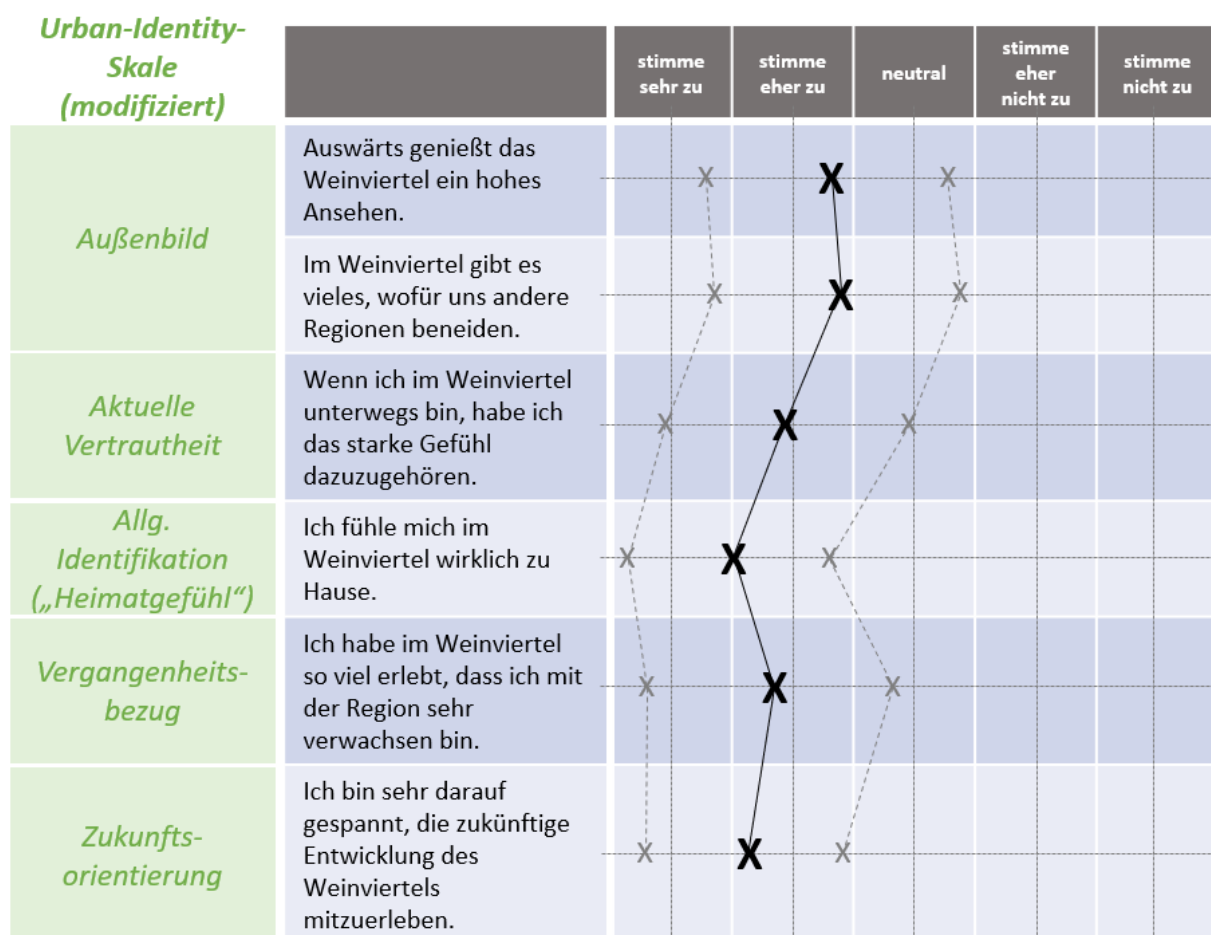 Urban-Identity-
Skale
(modifiziert)
stimme
sehr zu
stimme
eher zu
neutral
stimme
eher
nicht zu
stimme
nicht zu
Außenbild
Auswärts genießt das
Weinviertel ein hohes
Ansehen.
Im Weinviertel gibt es
vieles, wofür uns andere
Regionen beneiden.
Aktuelle
Vertrautheit
Wenn ich im Weinviertel
unterwegs bin, habe ich
das starke Gefühl
dazuzugehören.
Allg.
Identifikation
(„Heimatgefühl“)
Ich fühle mich im
Weinviertel wirklich zu
Hause.
Vergangenheits-
bezug
Ich habe im Weinviertel
so viel erlebt, dass ich mit
der Region sehr
verwachsen bin.
Zukunfts-
orientierung
Ich bin sehr darauf
gespannt, die zukünftige
Entwicklung des
Weinviertels
mitzuerleben.